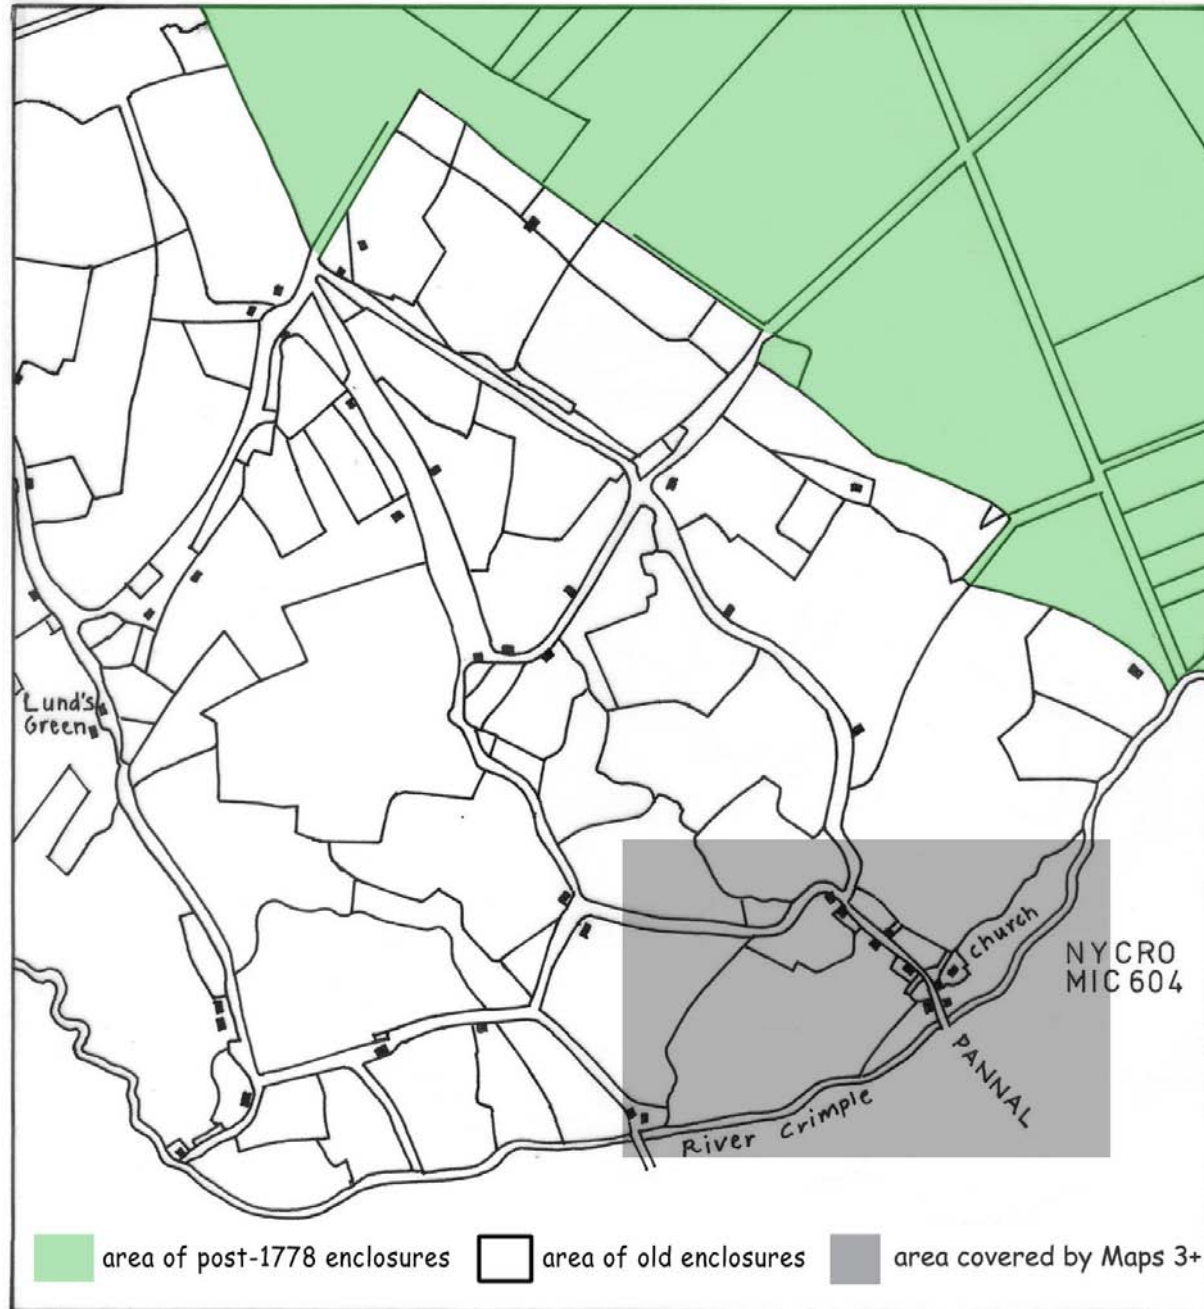 Lund's
Green
church
NYCRO
MIC 604
PANNAL
River Crimple
area of post-1778 enclosures
area of old enclosures
area covered by Maps 3+